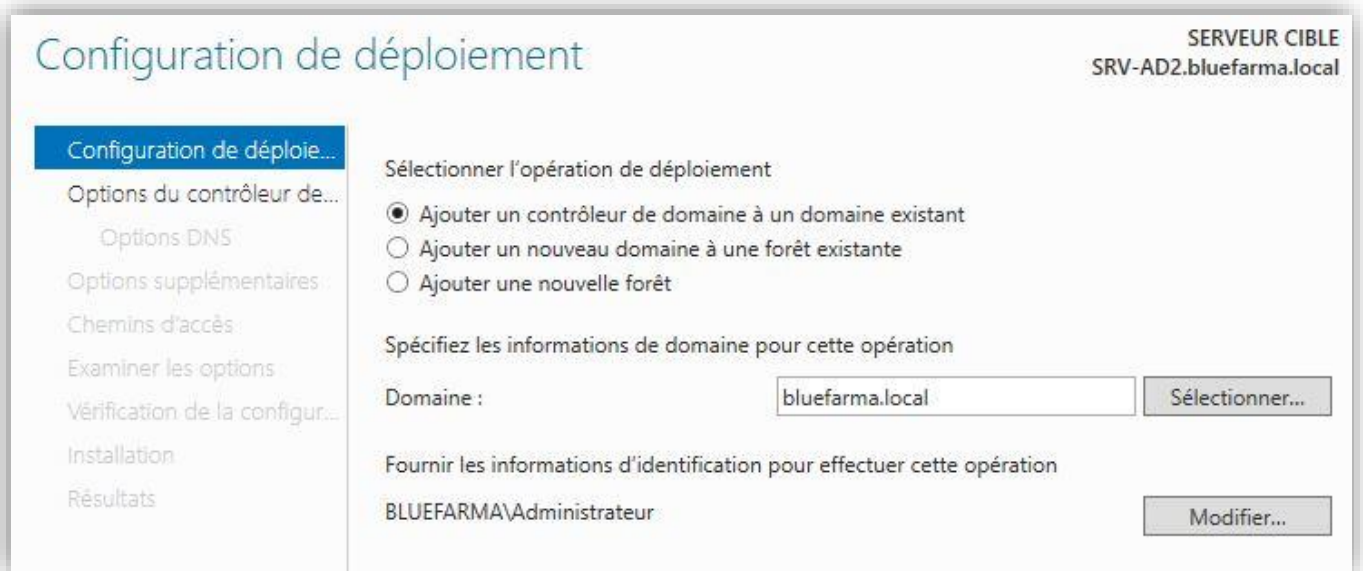 Configuration de déploiement
SERVEUR CIBLE
SRV-AD2.bluefarma.local
Configuration de déploie...
Options du contrôleur de...
Options DNS
Options supplémentaires
Chemins d'accès
Examiner les options
Vérification de la configur...
Installation
Résultats
Sélectionner l'opération de déploiement
Ajouter un contrôleur de domaine à un domaine existant
Ajouter un nouveau domaine à une forêt existante
Ajouter une nouvelle forêt
Spécifiez les informations de domaine pour cette opération
Domaine : bluefarma.local Sélectionner...
Fournir les informations d'identification pour effectuer cette opération
BLUEFARMA\Administrateur Modifier...